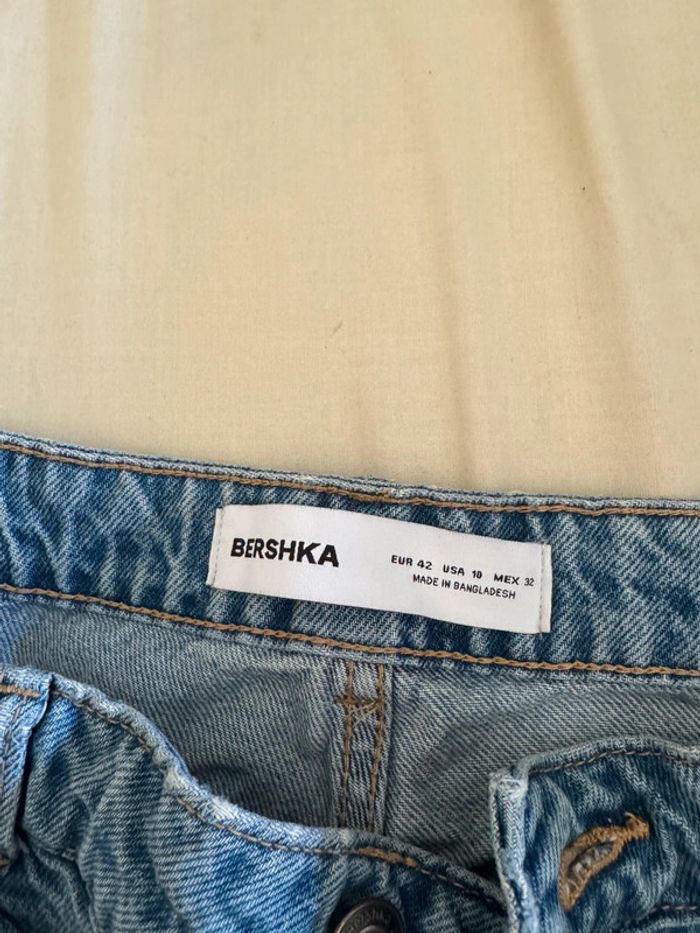 BERSHKA
EUR 42 USA 10 MEX 32
MADE IN BANGLADESH